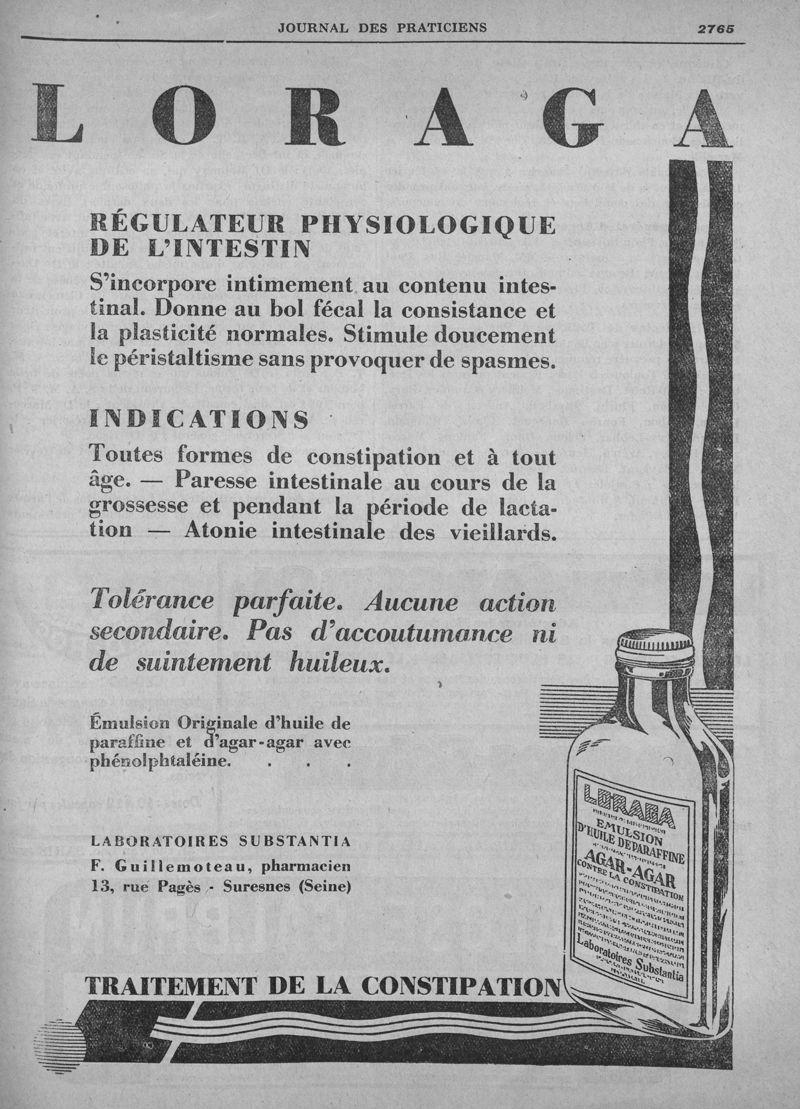 JOURNAL DES PRATICIENS 2765
LORAGA
RÉGULATEUR PHYSIOLOGIQUE
DE L'INTESTIN
S'incorpore intimement au contenu intes-
tinal. Donne au bol fécal la consistance et
la plasticité normales. Stimule doucement
le péristaltisme sans provoquer de spasmes.
INDICATIONS
Toutes formes de constipation et à tout
âge. — Paresse intestinale au cours de la
grossesse et pendant la période de lacta-
tion — Atonie intestinale des vieillards.
Tolérance parfaite. Aucune action
secondaire. Pas d'accoutumance ni
de suintement huileux.
Émulsion Originale d'huile de
paraffine et d'agar-agar avec
phénolphtaléine. . . .
LABORATOIRES SUBSTANTIA
F. Guillemoteau, pharmacien
13, rue Pagès - Suresnes (Seine)
LORAGA
EMULSION
D'HUILE DE PARAFFINE
AGAR-AGAR
CONTRE LA CONSTIPATION
Laboratoires Substantia
TRAITEMENT DE LA CONSTIPATION